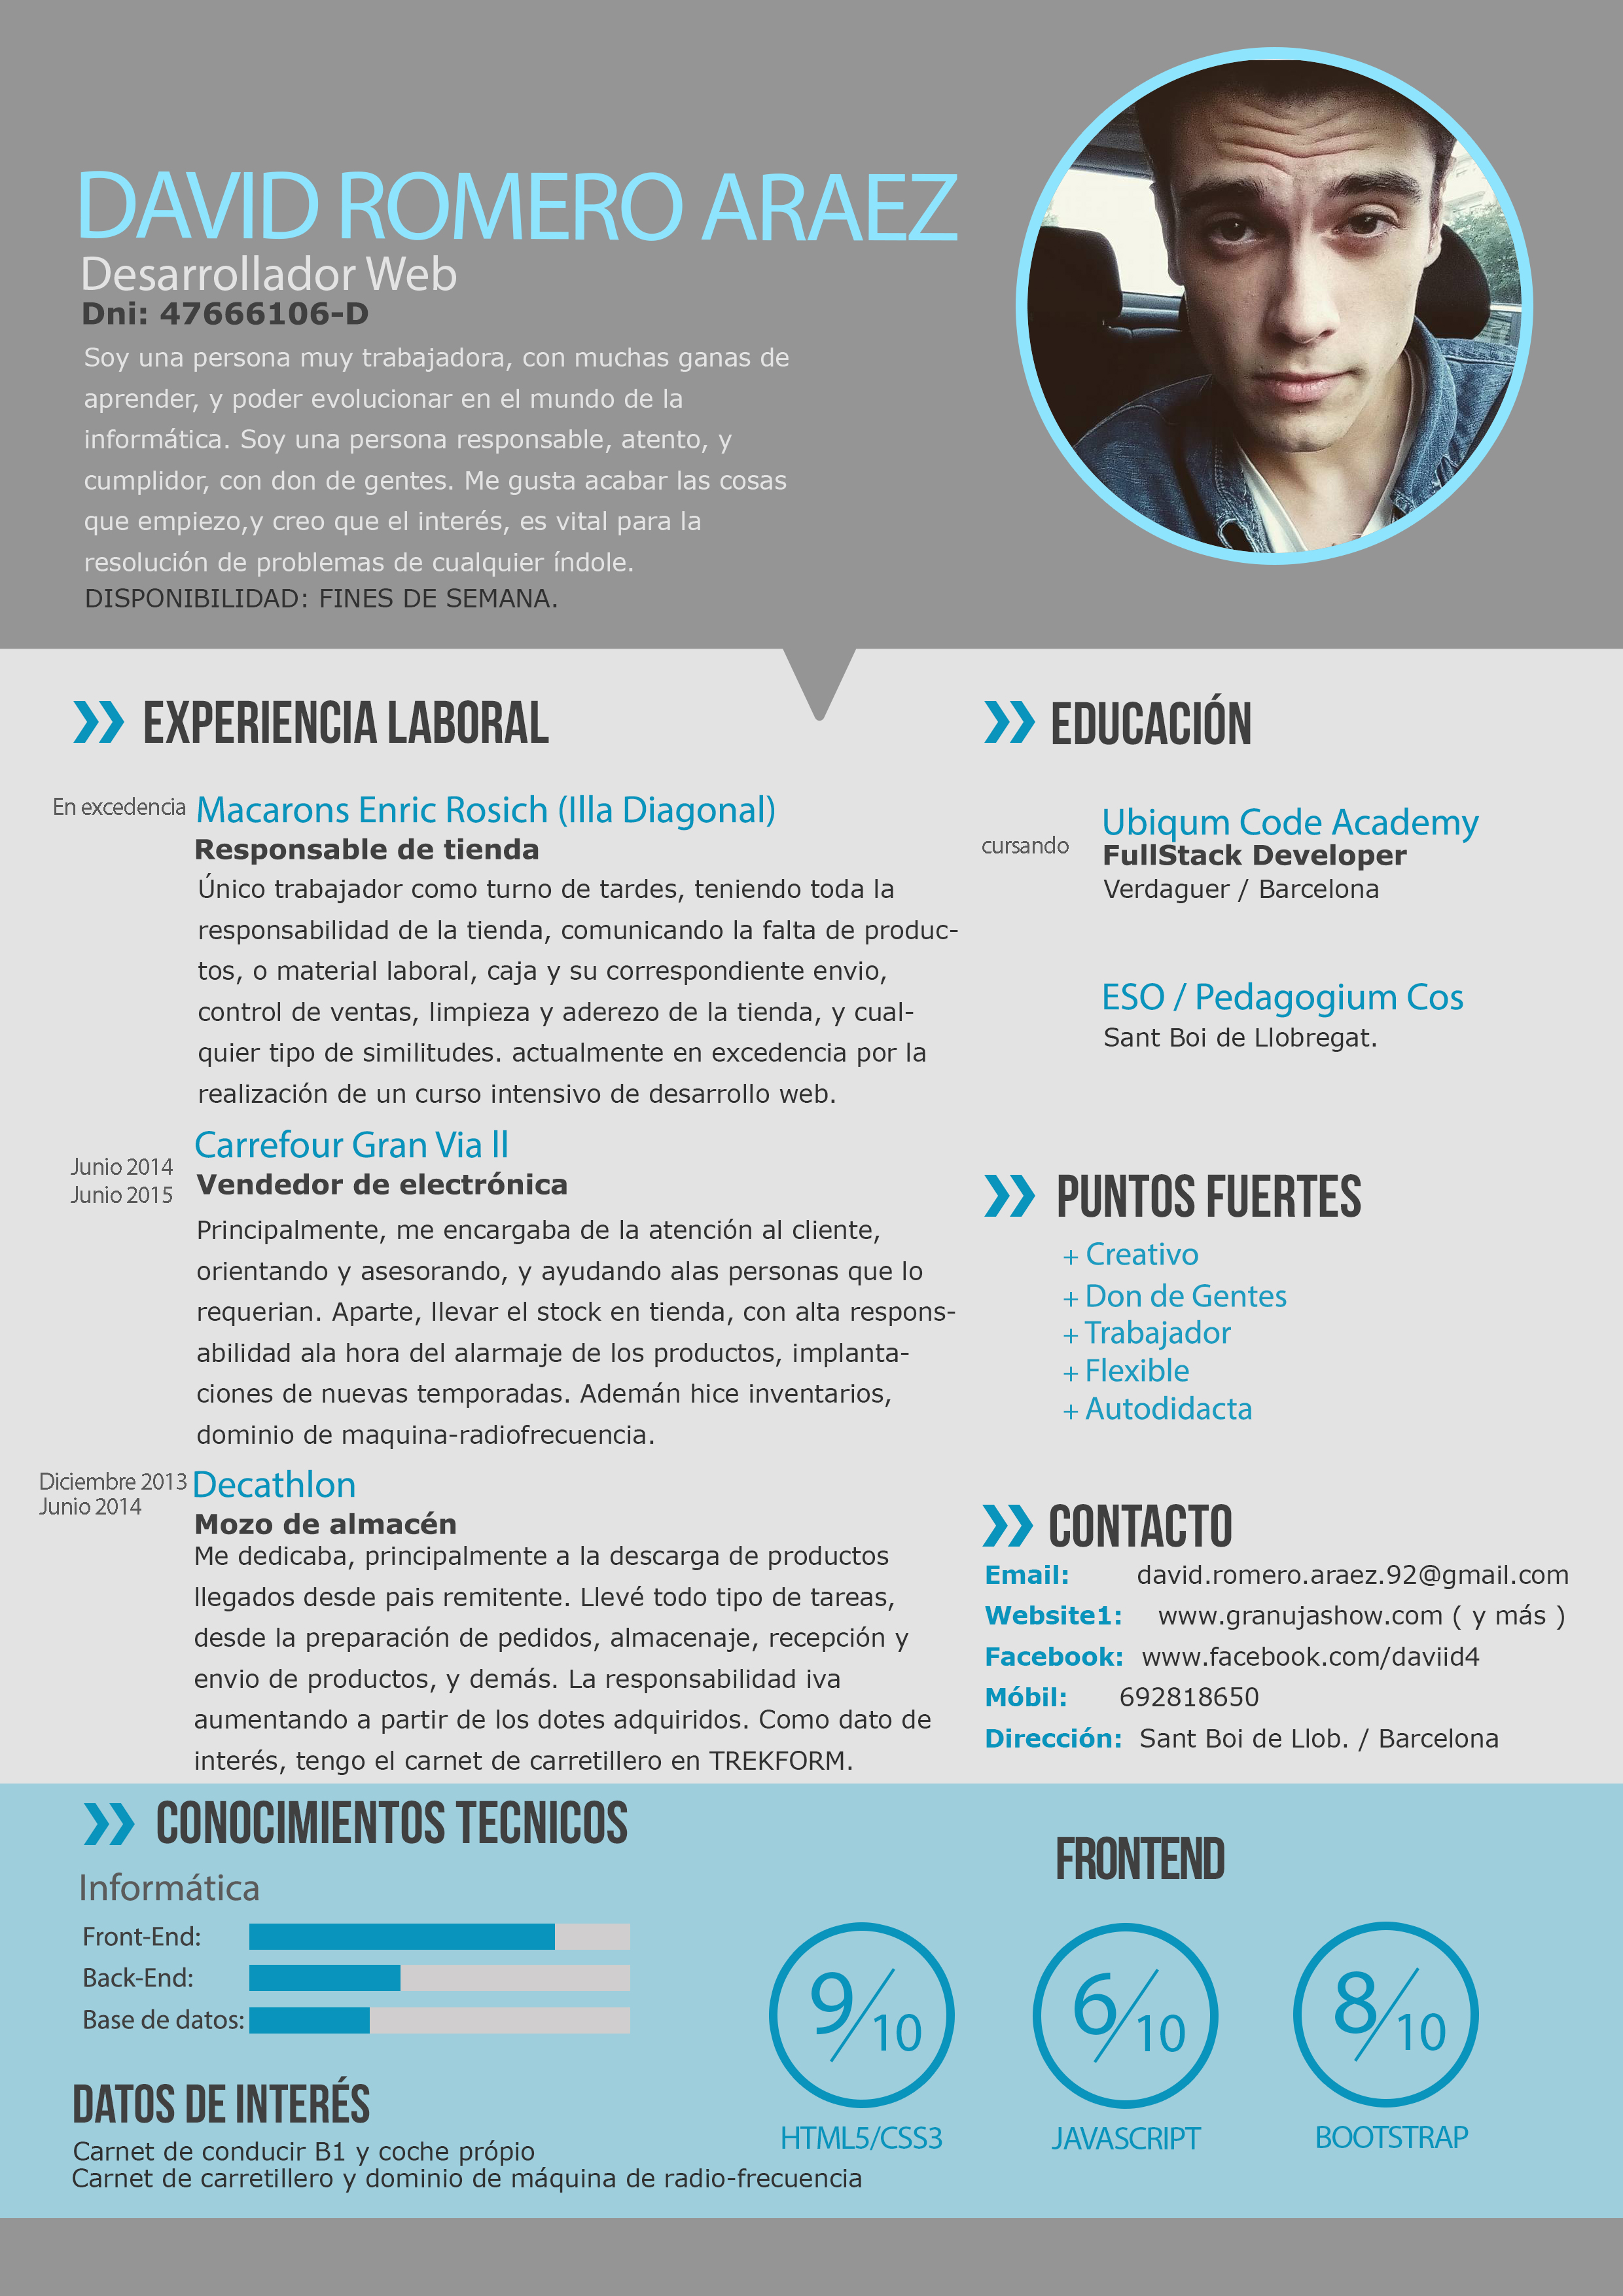 DAVID ROMERO ARAEZ
Desarrollador Web
Dni: 47666106-D
Soy una persona muy trabajadora, con muchas ganas de
aprender, y poder evolucionar en el mundo de la
informática. Soy una persona responsable, atento, y
cumplidor, con don de gentes. Me gusta acabar las cosas
que empiezo,y creo que el interés, es vital para la
resolución de problemas de cualquier índole.
DISPONIBILIDAD: FINES DE SEMANA.
EXPERIENCIA LABORAL
En excedencia
Macarons Enric Rosich (Illa Diagonal)
Responsable de tienda
Único trabajador como turno de tardes, teniendo toda la
responsabilidad de la tienda, comunicando la falta de produc-
tos, o material laboral, caja y su correspondiente envio,
control de ventas, limpieza y aderezo de la tienda, y cual-
quier tipo de similitudes. actualmente en excedencia por la
realización de un curso intensivo de desarrollo web.
Junio 2014
Junio 2015
Carrefour Gran Via ll
Vendedor de electrónica
Principalmente, me encargaba de la atención al cliente,
orientando y asesorando, y ayudando alas personas que lo
requerian. Aparte, llevar el stock en tienda, con alta respons-
abilidad ala hora del alarmaje de los productos, implanta-
ciones de nuevas temporadas. Ademán hice inventarios,
dominio de maquina-radiofrecuencia.
Diciembre 2013
Junio 2014
Decathlon
Mozo de almacén
Me dedicaba, principalmente a la descarga de productos
llegados desde pais remitente. Llevé todo tipo de tareas,
desde la preparación de pedidos, almacenaje, recepción y
envio de productos, y demás. La responsabilidad iva
aumentando a partir de los dotes adquiridos. Como dato de
interés, tengo el carnet de carretillero en TREKFORM.
EDUCACIÓN
cursando
Ubiqum Code Academy
FullStack Developer
Verdaguer / Barcelona
ESO / Pedagogium Cos
Sant Boi de Llobregat.
PUNTOS FUERTES
+ Creativo
+ Don de Gentes
+ Trabajador
+ Flexible
+ Autodidacta
CONTACTO
Email: david.romero.araez.92@gmail.com
Website1: www.granujashow.com ( y más )
Facebook: www.facebook.com/daviid4
Móbil: 692818650
Dirección: Sant Boi de Llob. / Barcelona
CONOCIMIENTOS TECNICOS
Informática
Front-End:
Back-End:
Base de datos:
FRONTEND
9/10
6/10
8/10
HTML5/CSS3
JAVASCRIPT
BOOTSTRAP
DATOS DE INTERÉS
Carnet de conducir B1 y coche própio
Carnet de carretillero y dominio de máquina de radio-frecuencia